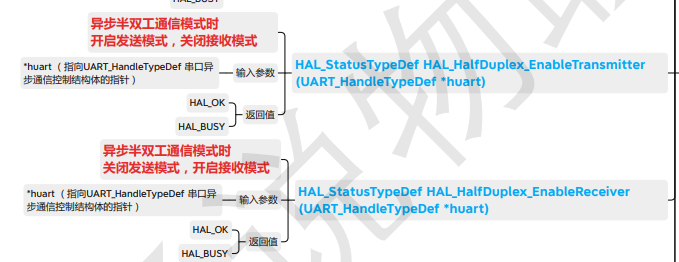 HAL_BUSY
异步半双工通信模式时
开启发送模式，关闭接收模式
*huart （ 指向UART_HandleTypeDef 串口异
步通信控制结构体的指针 ）
输入参数
HAL_StatusTypeDef HAL_HalfDuplex_EnableTransmitter
(UART_HandleTypeDef *huart)
HAL_OK
HAL_BUSY
返回值
异步半双工通信模式时
关闭发送模式，开启接收模式
*huart （ 指向UART_HandleTypeDef 串口异
步通信控制结构体的指针 ）
输入参数
HAL_StatusTypeDef HAL_HalfDuplex_EnableReceiver
(UART_HandleTypeDef *huart)
HAL_OK
HAL_BUSY
返回值
悦物